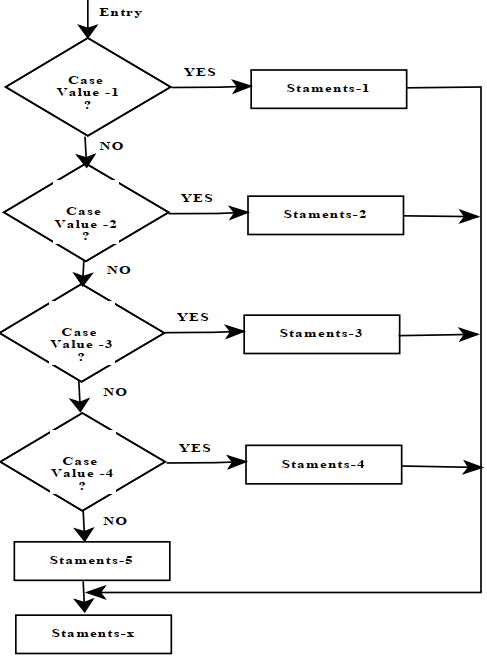 Entry
Case
Value -1
?
YES
Staments-1
NO
Case
Value -2
?
YES
Staments-2
NO
Case
Value -3
?
YES
Staments-3
NO
Case
Value -4
?
YES
Staments-4
NO
Staments-5
Staments-x